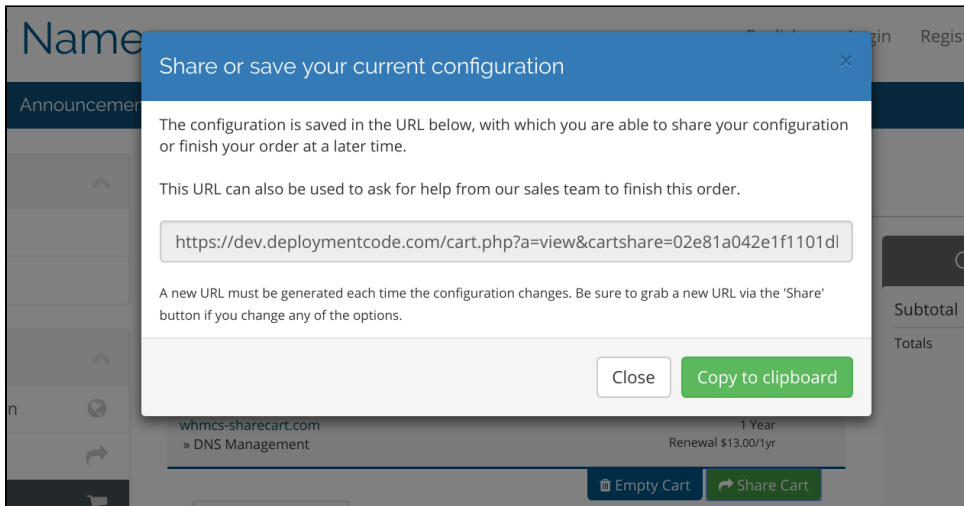 Name
Login
Regis
Announcemen
Share or save your current configuration
×
The configuration is saved in the URL below, with which you are able to share your configuration
or finish your order at a later time.
This URL can also be used to ask for help from our sales team to finish this order.
https://dev.deploymentcode.com/cart.php?a=view&cartshare=02e81a042e1f1101d
A new URL must be generated each time the configuration changes. Be sure to grab a new URL via the 'Share'
button if you change any of the options.
Subtotal
Totals
Close
Copy to clipboard
n
whmcs-sharecart.com
1 Year
» DNS Management
Renewal $13.00/1yr
Empty Cart
Share Cart